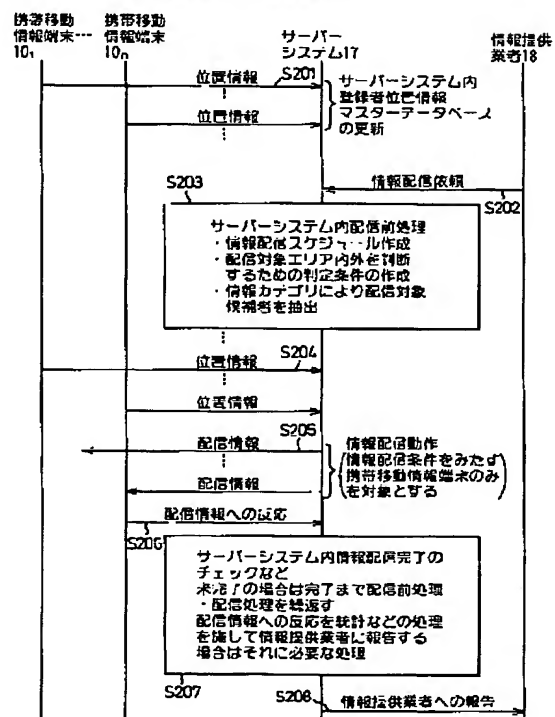 携帯移動
情報端末…
10₁
携帯移動
情報端末
10n
サーバー
システム17
情報提供
業者18
位置情報
S201
位置情報
サーバーシステム内
登録者位置情報
マスターデータベース
の更新
情報配信依頼
S202
S203
サーバーシステム内配信前処理
・情報配信スケジュール作成
・配信対象エリア内外を判断
するための判定条件の作成
・情報カテゴリにより配信対象
候補者を抽出
位置情報
S204
位置情報
配信情報
S205
配信情報
情報配信動作
(情報配信条件をみたす
携帯移動情報端末のみ
を対象とする)
配信情報への反応
S206
サーバーシステム内情報配信完了の
チェックなど
未完了の場合は完了まで配信前処理
・配信処理を繰返す
配信情報への反応を統計などの処理
を施して情報提供業者に報告する
場合はそれに必要な処理
S207
S208
情報提供業者への報告